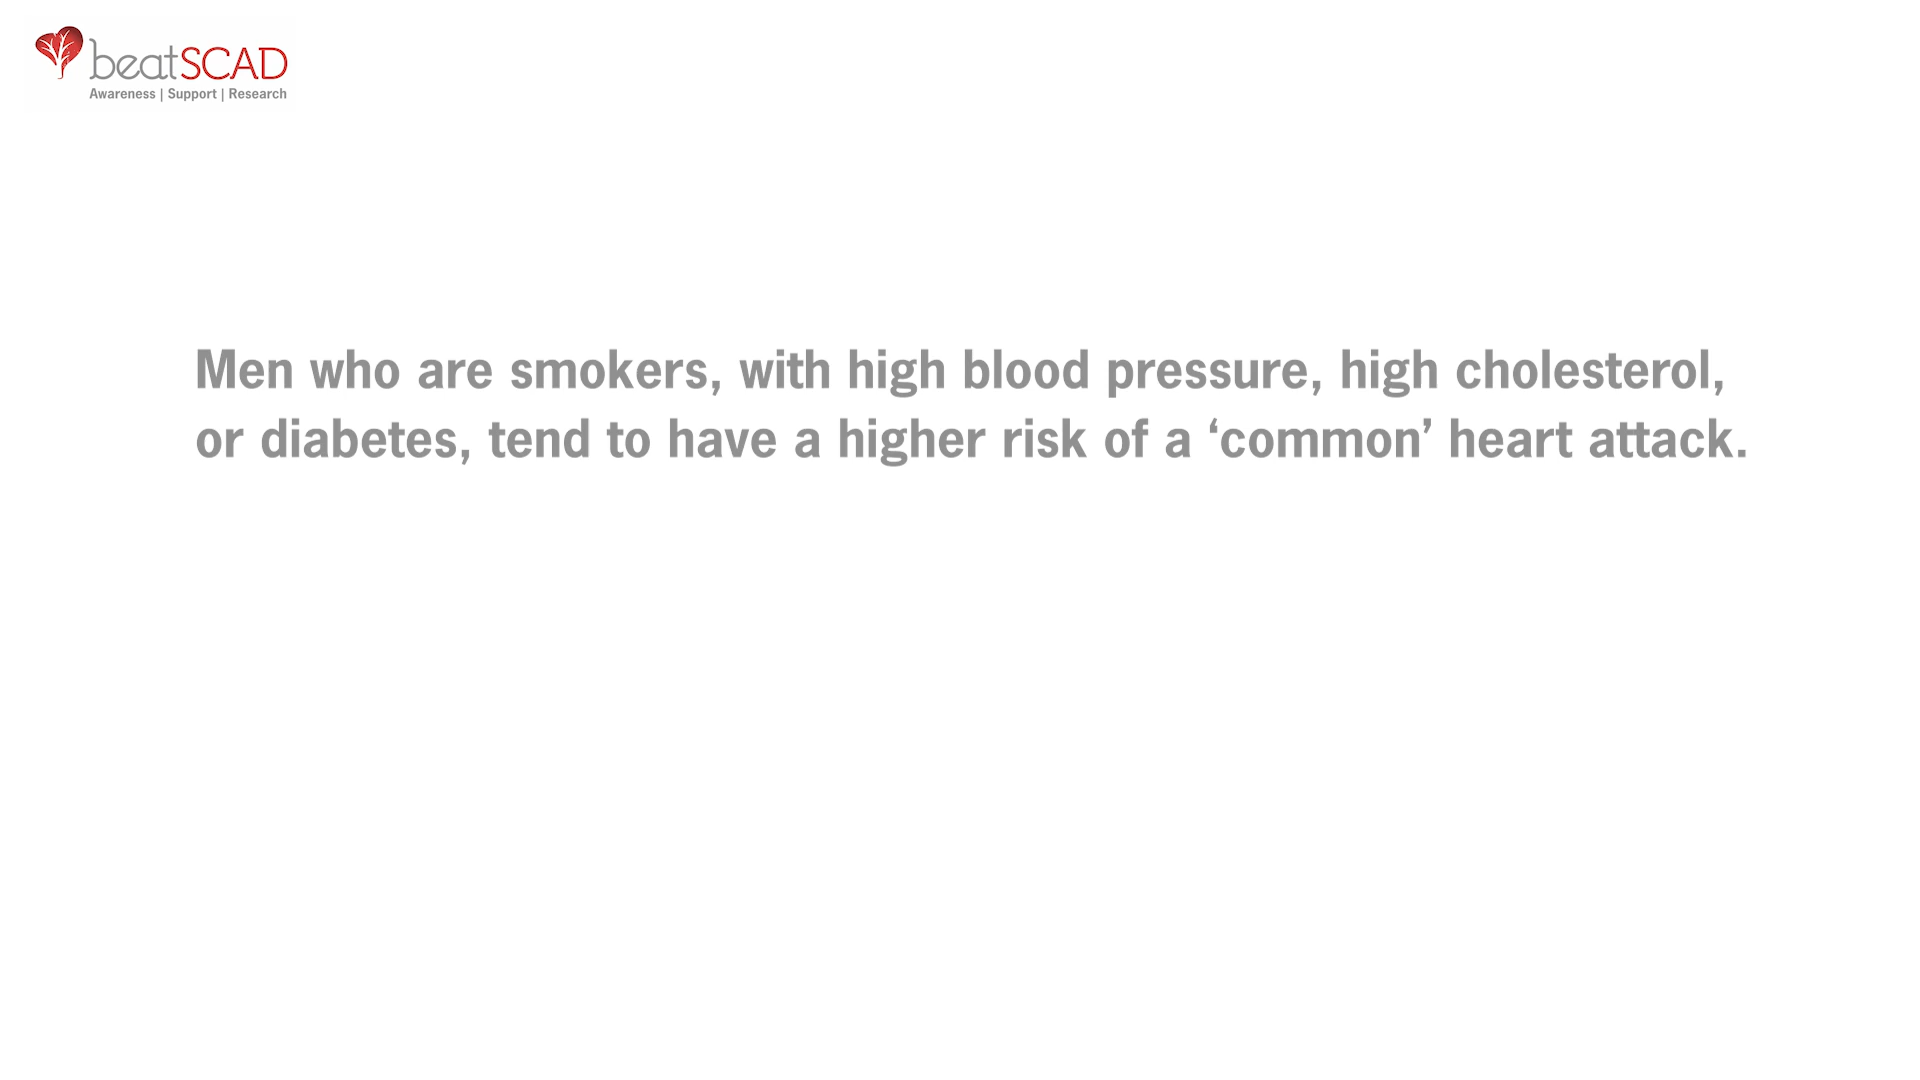 beatSCAD
Awareness | Support | Research
Men who are smokers, with high blood pressure, high cholesterol,
or diabetes, tend to have a higher risk of a ‘common’ heart attack.